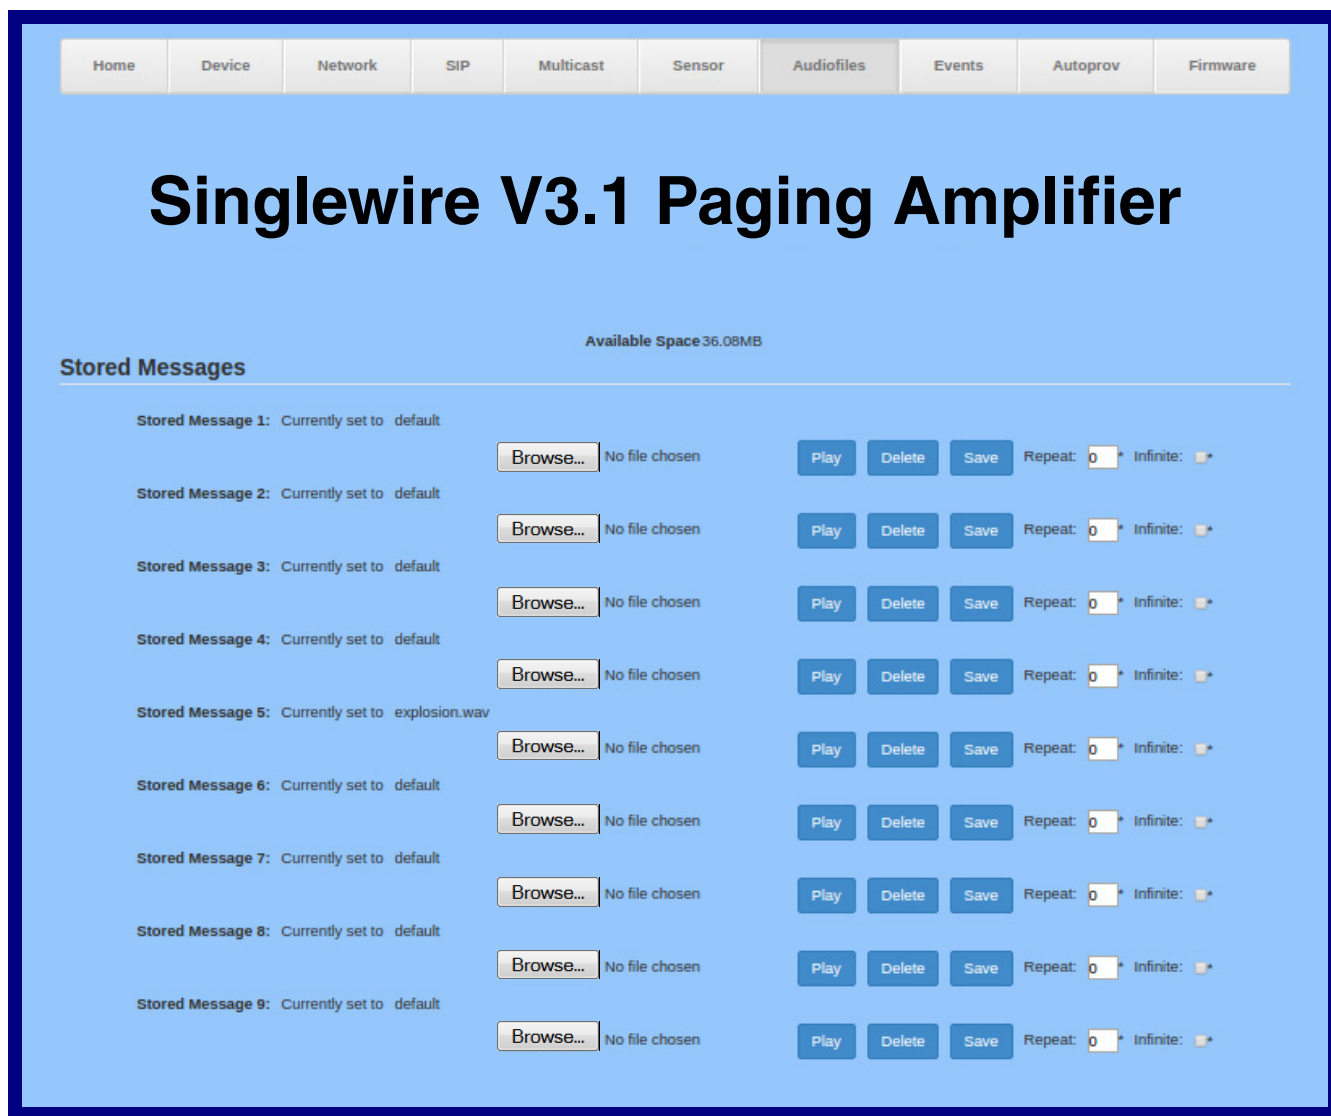 Home Device Network SIP Multicast Sensor Audiofiles Events Autoprov Firmware
Singlewire V3.1 Paging Amplifier
Available Space 36.08MB
Stored Messages
Stored Message 1: Currently set to default
Browse... No file chosen Play Delete Save Repeat: 0 * Infinite: *
Stored Message 2: Currently set to default
Browse... No file chosen Play Delete Save Repeat: 0 * Infinite: *
Stored Message 3: Currently set to default
Browse... No file chosen Play Delete Save Repeat: 0 * Infinite: *
Stored Message 4: Currently set to default
Browse... No file chosen Play Delete Save Repeat: 0 * Infinite: *
Stored Message 5: Currently set to explosion.wav
Browse... No file chosen Play Delete Save Repeat: 0 * Infinite: *
Stored Message 6: Currently set to default
Browse... No file chosen Play Delete Save Repeat: 0 * Infinite: *
Stored Message 7: Currently set to default
Browse... No file chosen Play Delete Save Repeat: 0 * Infinite: *
Stored Message 8: Currently set to default
Browse... No file chosen Play Delete Save Repeat: 0 * Infinite: *
Stored Message 9: Currently set to default
Browse... No file chosen Play Delete Save Repeat: 0 * Infinite: *